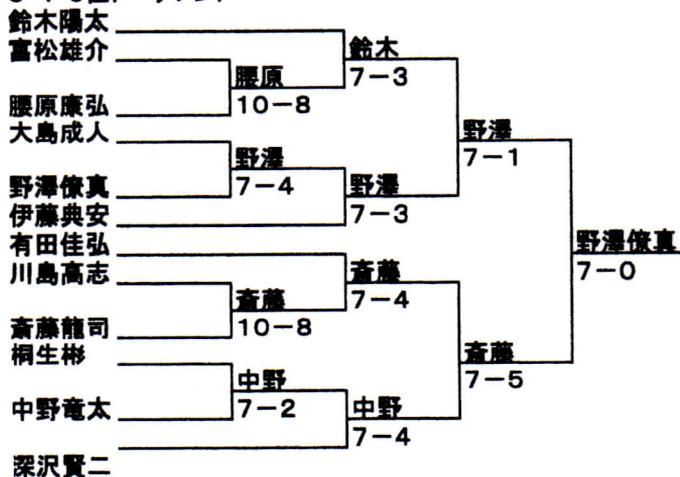 鈴木陽太
富松雄介
腰原康弘
大島成人
野澤僚真
伊藤典安
有田佳弘
川島高志
斎藤龍司
桐生彬
中野竜太
深沢賢二
腰原
10-8
野澤
7-4
斎藤
10-8
中野
7-2
鈴木
7-3
野澤
7-3
斎藤
7-4
中野
7-4
野澤
7-1
斎藤
7-5
野澤僚真
7-0